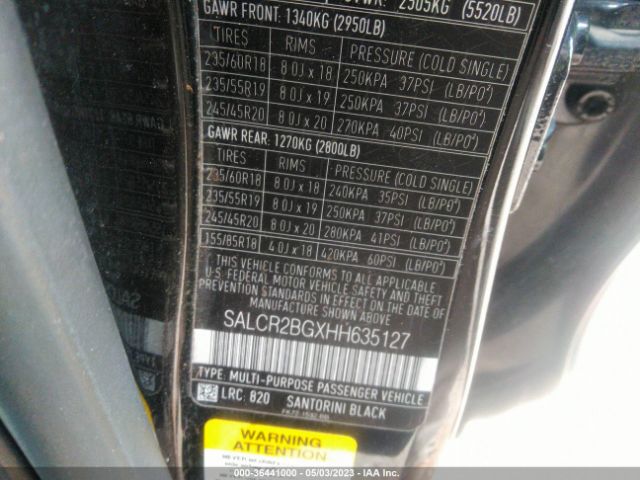 2505KG (5520LB)
GAWR FRONT: 1340KG (2950LB)
TIRES RIMS PRESSURE (COLD SINGLE)
235/60R18 8.0J x 18 250KPA 37PSI (LB/PO²)
235/55R19 8.0J x 19 250KPA 37PSI (LB/PO²)
245/45R20 8.0J x 20 270KPA 40PSI (LB/PO²)
GAWR REAR: 1270KG (2800LB)
TIRES RIMS PRESSURE (COLD SINGLE)
235/60R18 8.0J x 18 240KPA 35PSI (LB/PO²)
235/55R19 8.0J x 19 250KPA 37PSI (LB/PO²)
245/45R20 8.0J x 20 280KPA 41PSI (LB/PO²)
155/85R18 4.0J x 18 420KPA 60PSI (LB/PO²)
THIS VEHICLE CONFORMS TO ALL APPLICABLE
U.S. FEDERAL MOTOR VEHICLE SAFETY AND THEFT
PREVENTION STANDARDS IN EFFECT ON THE DATE OF
MANUFACTURE SHOWN ABOVE.
SALCR2BGXHH635127
TYPE: MULTI-PURPOSE PASSENGER VEHICLE
LRC: 820 SANTORINI BLACK
WARNING
ATTENTION
000-36441000 - 05/03/2023 - IAA Inc.